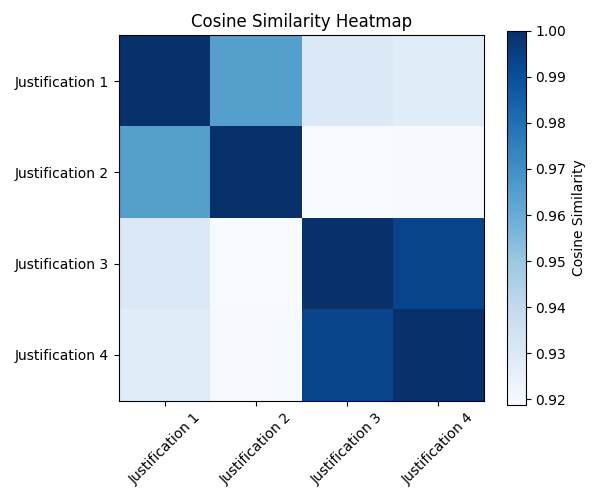 Cosine Similarity Heatmap
Justification 1
Justification 2
Justification 3
Justification 4
Justification 1
Justification 2
Justification 3
Justification 4
1.00
0.99
0.98
0.97
0.96
0.95
0.94
0.93
0.92
Cosine Similarity